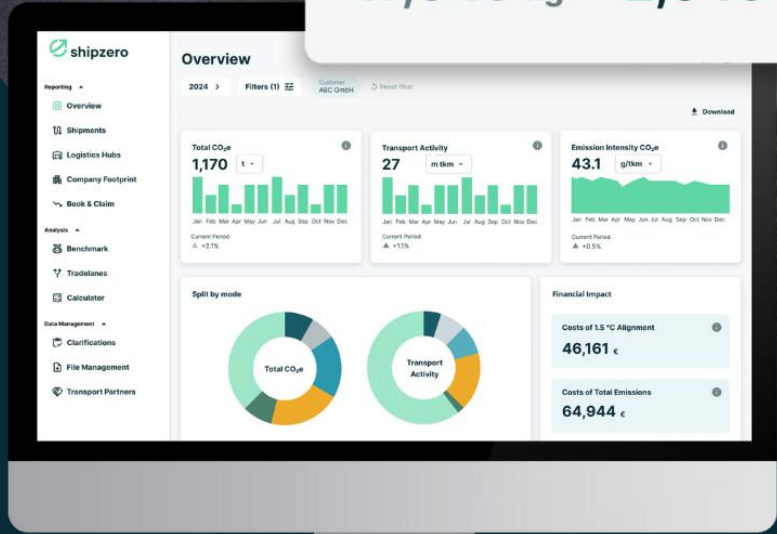 shipzero
Overview
Reporting
2024
Filters (1)
Customer
ABC GmbH
Reset filter
Overview
Download
Shipments
Logistics Hubs
Company Footprint
Book & Claim
Analysis
Benchmark
Tradelanes
Calculator
Data Management
Clarifications
File Management
Transport Partners
Total CO₂e
1,170 t
Jan Feb Mar Apr May Jun Jul Aug Sep Oct Nov Dec
Current Period
+2.1%
Transport Activity
27 m tkm
Jan Feb Mar Apr May Jun Jul Aug Sep Oct Nov Dec
Current Period
+1.1%
Emission Intensity CO₂e
43.1 g/tkm
Jan Feb Mar Apr May Jun Jul Aug Sep Oct Nov Dec
Current Period
+0.5%
Split by mode
Total CO₂e
Transport
Activity
Financial Impact
Costs of 1.5 °C Alignment
46,161 €
Costs of Total Emissions
64,944 €